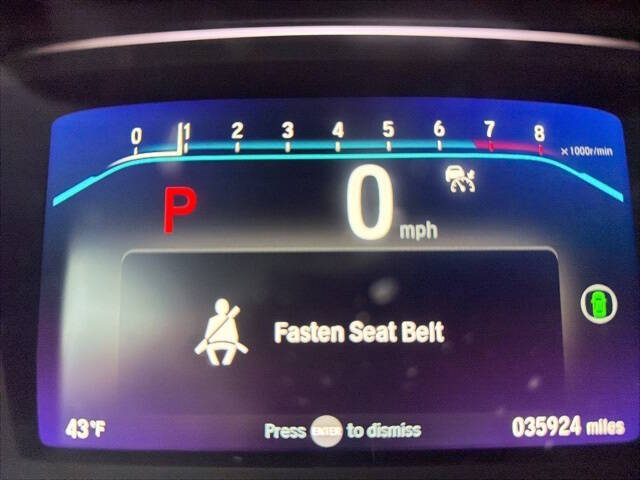 0 1 2 3 4 5 6 7 8
x1000r/min
P 0 mph
Fasten Seat Belt
43°F Press ENTER to dismiss 035924 miles